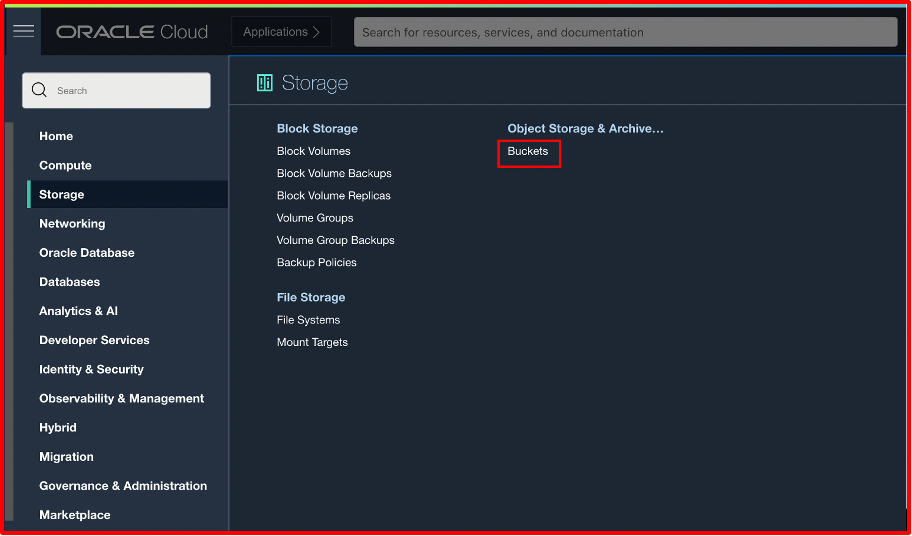 ORACLE Cloud
Applications
Search for resources, services, and documentation
Search
Home
Compute
Storage
Networking
Oracle Database
Databases
Analytics & AI
Developer Services
Identity & Security
Observability & Management
Hybrid
Migration
Governance & Administration
Marketplace
Storage
Block Storage
Block Volumes
Block Volume Backups
Block Volume Replicas
Volume Groups
Volume Group Backups
Backup Policies
File Storage
File Systems
Mount Targets
Object Storage & Archive...
Buckets